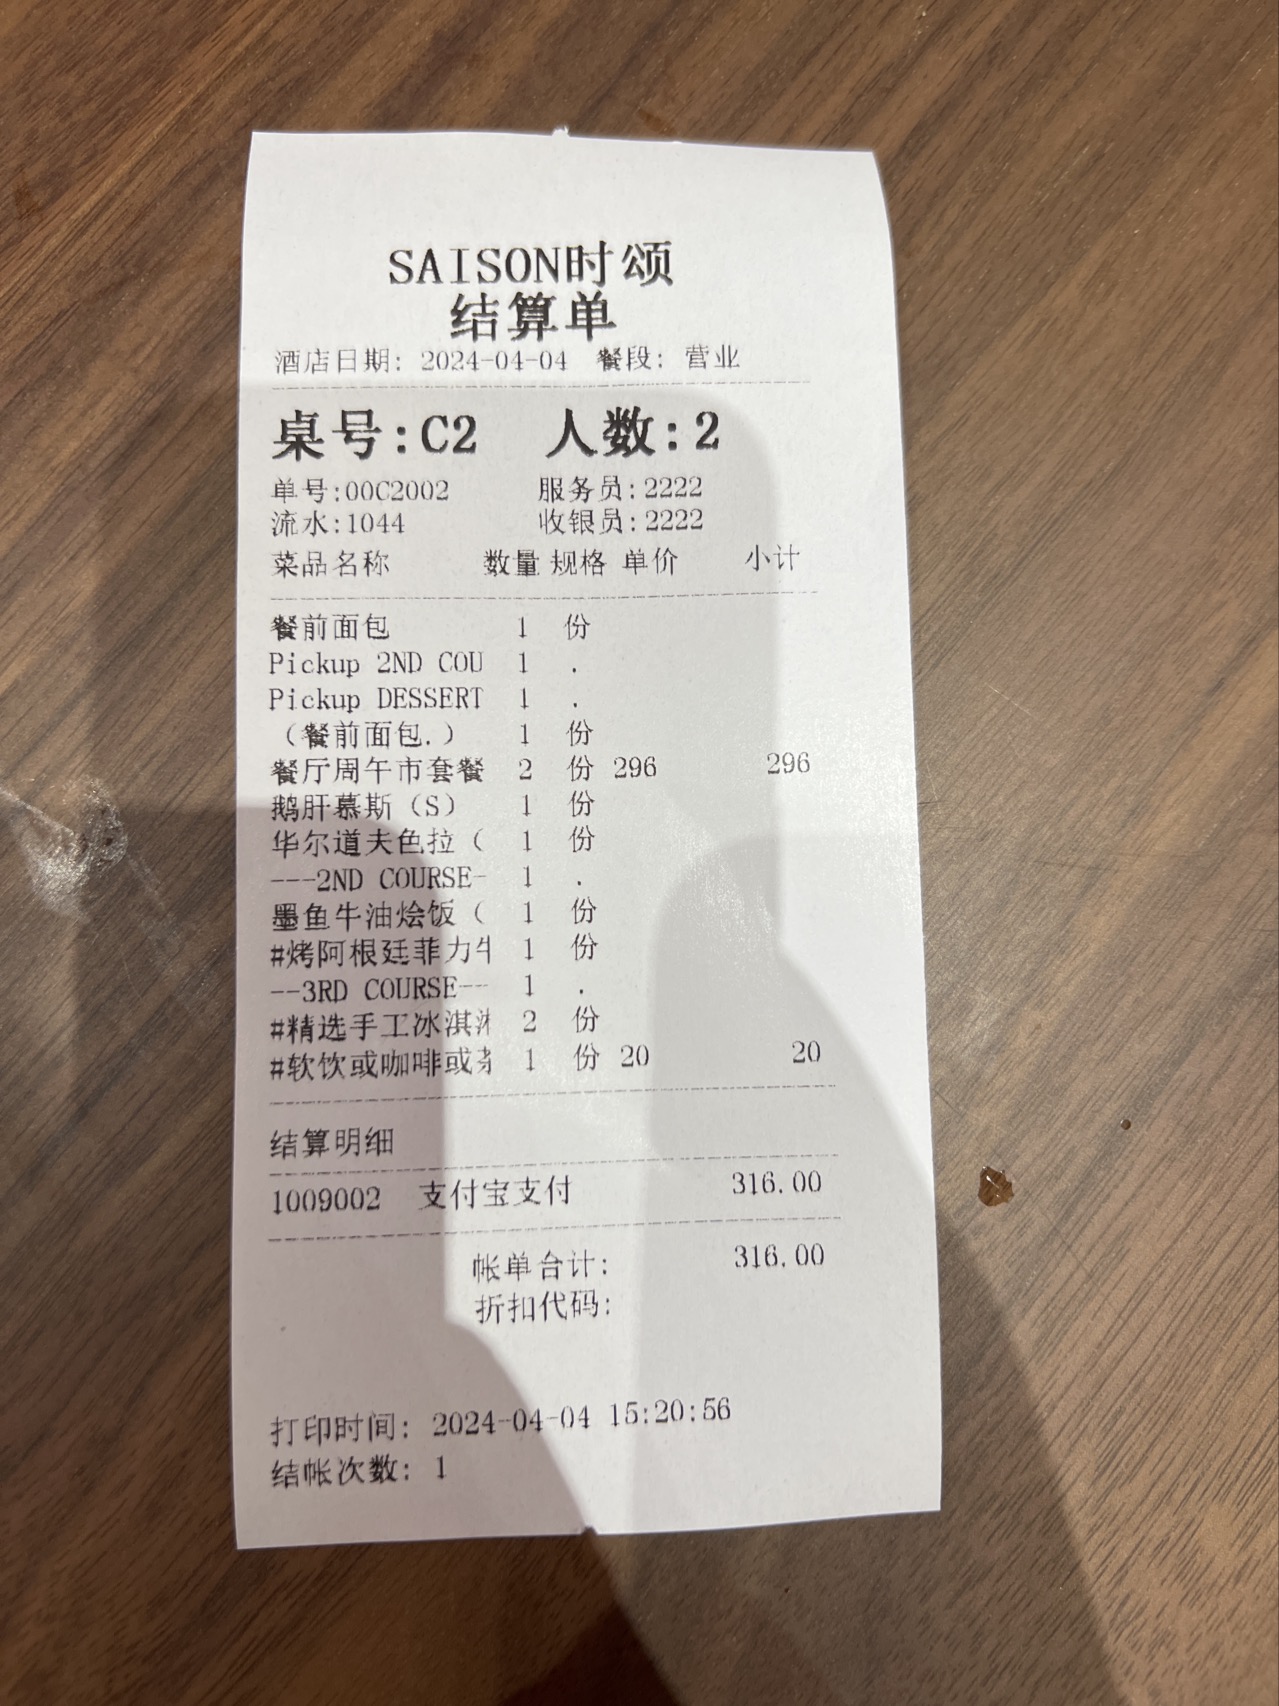 SAISON时颂
结算单
酒店日期: 2024-04-04 餐段: 营业
桌号:C2 人数:2
单号:00C2002 服务员:2222
流水:1044 收银员:2222
菜品名称 数量 规格 单价 小计
餐前面包 1 份
Pickup 2ND COU 1 .
Pickup DESSERT 1 .
（餐前面包.） 1 份
餐厅周午市套餐 2 份 296 296
鹅肝慕斯（S） 1 份
华尔道夫色拉（ 1 份
---2ND COURSE- 1 .
墨鱼牛油烩饭（ 1 份
#烤阿根廷菲力牛 1 份
--3RD COURSE-- 1 .
#精选手工冰淇淋 2 份
#软饮或咖啡或茶 1 份 20 20
结算明细
1009002 支付宝支付 316.00
帐单合计: 316.00
折扣代码:
打印时间: 2024-04-04 15:20:56
结帐次数: 1